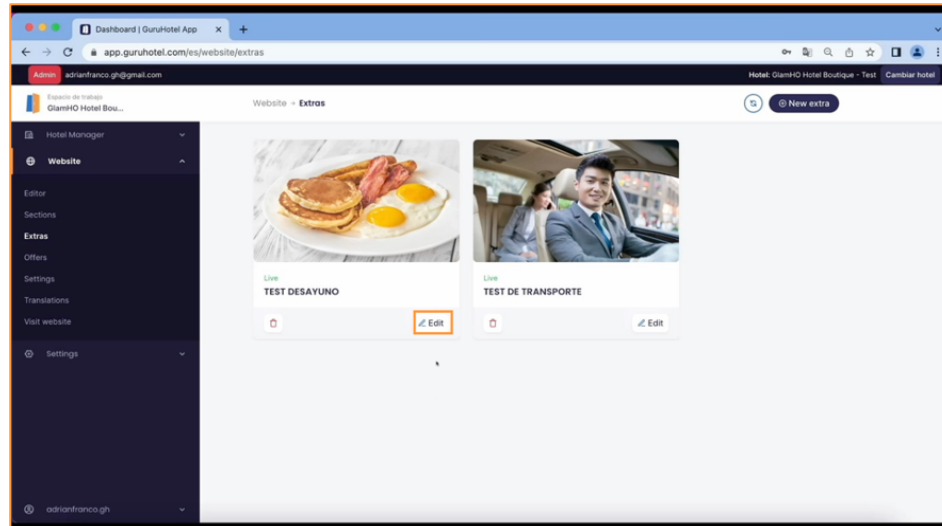 Dashboard | GuruHotel App
app.guruhotel.com/es/website/extras
Admin adrianfranco.gh@gmail.com
Hotel: GlamHO Hotel Boutique - Test Cambiar hotel
Espacio de trabajo
GlamHO Hotel Bou...
Website Extras
New extra
Hotel Manager
Website
Editor
Sections
Extras
Offers
Settings
Translations
Visit website
Settings
Live
TEST DESAYUNO
Edit
Live
TEST DE TRANSPORTE
Edit
adrianfranco.gh